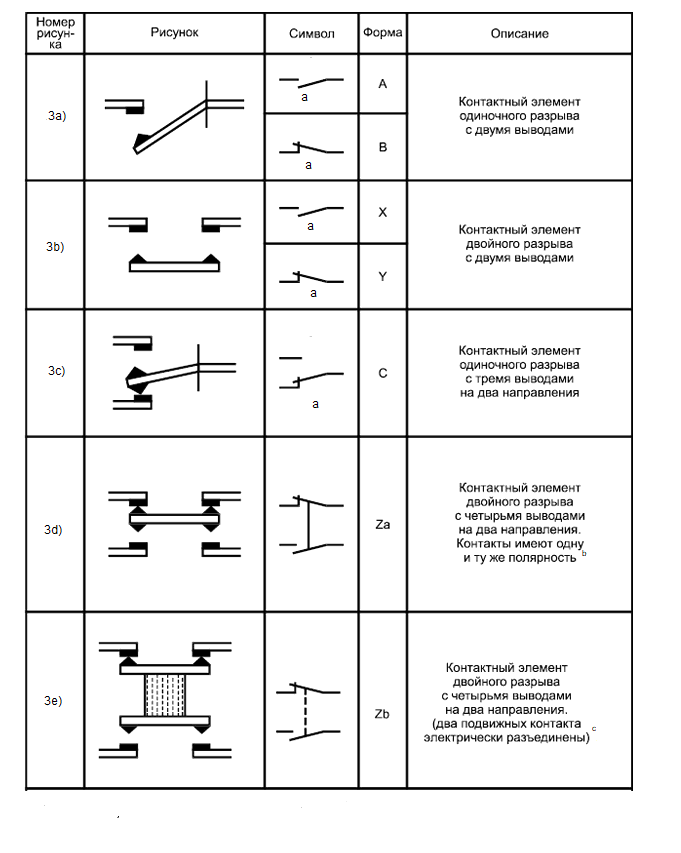 Номер
рисун-
ка
Рисунок
Символ
Форма
Описание
3a)
a
A
a
B
Контактный элемент
одиночного разрыва
с двумя выводами
3b)
a
X
a
Y
Контактный элемент
двойного разрыва
с двумя выводами
3c)
a
C
Контактный элемент
одиночного разрыва
с тремя выводами
на два направления
3d)
Za
Контактный элемент
двойного разрыва
с четырьмя выводами
на два направления.
Контакты имеют одну
и ту же полярность b
3e)
Zb
Контактный элемент
двойного разрыва
с четырьмя выводами
на два направления.
(два подвижных контакта
электрически разъединены) c